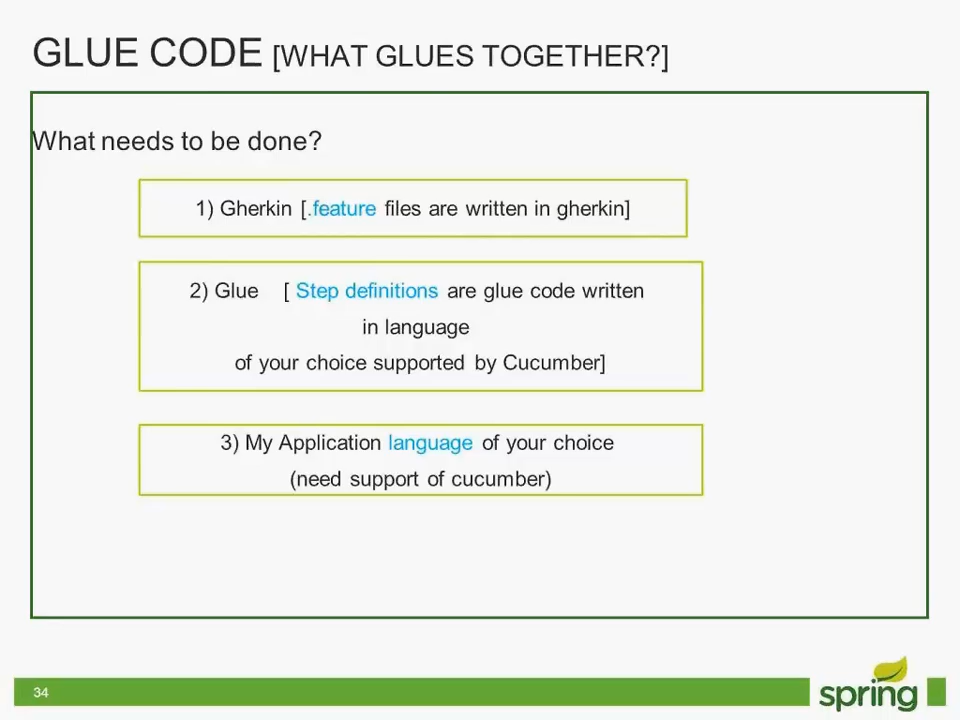 GLUE CODE [WHAT GLUES TOGETHER?]
What needs to be done?
1) Gherkin [.feature files are written in gherkin]
2) Glue [ Step definitions are glue code written
in language
of your choice supported by Cucumber]
3) My Application language of your choice
(need support of cucumber)
34
spring